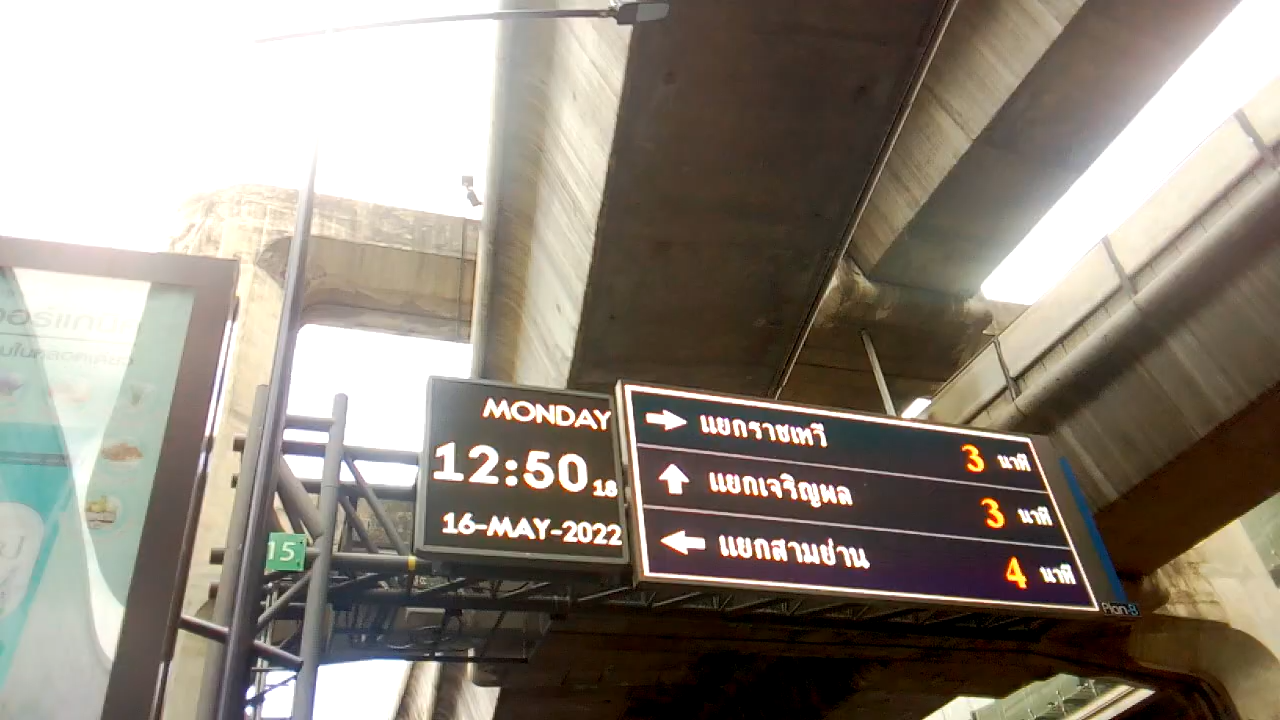 MONDAY
12:50 18
16-MAY-2022
→ แยกราชเทวี 3 นาที
↑ แยกเจริญผล 3 นาที
← แยกสามย่าน 4 นาที
Plan-B
15